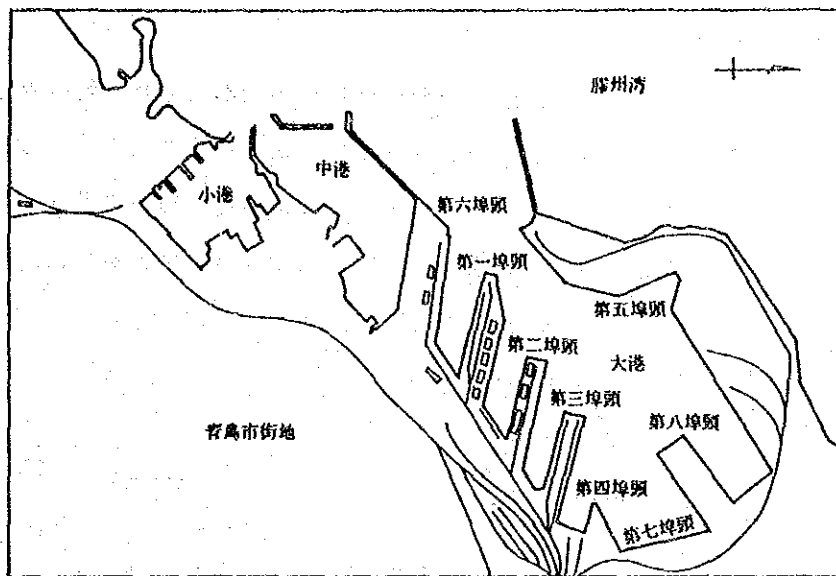 膠州湾
中港
小港
第六埠頭
第一埠頭
第五埠頭
第二埠頭
大港
第三埠頭
第八埠頭
青島市街地
第四埠頭
第七埠頭